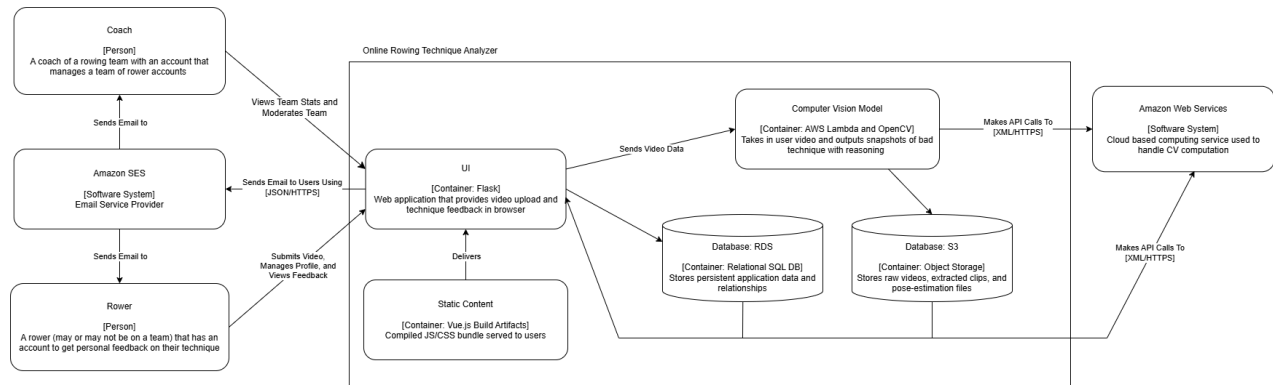 Coach
[Person]
A coach of a rowing team with an account that
manages a team of rower accounts
Sends Email to
Amazon SES
[Software System]
Email Service Provider
Sends Email to
Rower
[Person]
A rower (may or may not be on a team) that has an
account to get personal feedback on their technique
Views Team Stats and
Moderates Team
Sends Email to Users Using
[JSON/HTTPS]
Submits Video,
Manages Profile, and
Views Feedback
Online Rowing Technique Analyzer
UI
[Container: Flask]
Web application that provides video upload and
technique feedback in browser
Delivers
Static Content
[Container: Vue.js Build Artifacts]
Compiled JS/CSS bundle served to users
Sends Video Data
Computer Vision Model
[Container: AWS Lambda and OpenCV]
Takes in user video and outputs snapshots of bad
technique with reasoning
Database: RDS
[Container: Relational SQL DB]
Stores persistent application data and
relationships
Database: S3
[Container: Object Storage]
Stores raw videos, extracted clips, and
pose-estimation files
Makes API Calls To
[XML/HTTPS]
Amazon Web Services
[Software System]
Cloud based computing service used to
handle CV computation
Makes API Calls To
[XML/HTTPS]